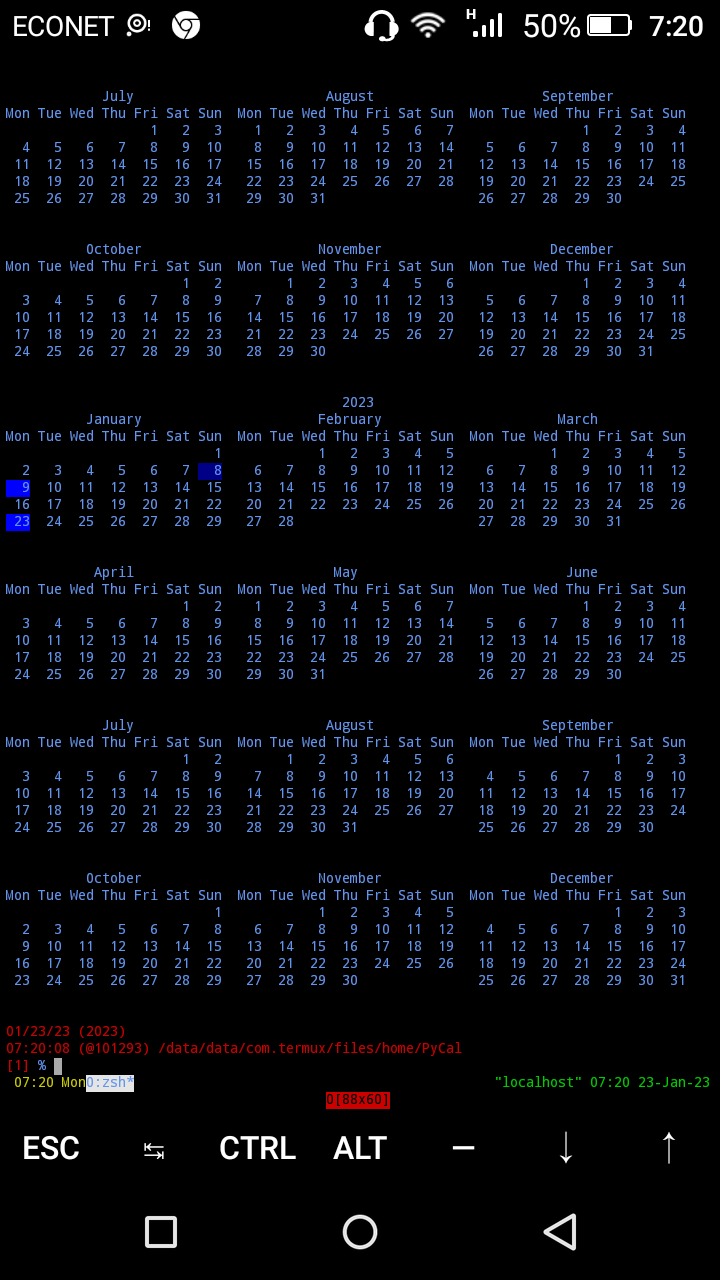 ECONET H 50% 7:20
July August September
Mon Tue Wed Thu Fri Sat Sun Mon Tue Wed Thu Fri Sat Sun Mon Tue Wed Thu Fri Sat Sun
1 2 3 1 2 3 4 5 6 7 1 2 3 4
4 5 6 7 8 9 10 8 9 10 11 12 13 14 5 6 7 8 9 10 11
11 12 13 14 15 16 17 15 16 17 18 19 20 21 12 13 14 15 16 17 18
18 19 20 21 22 23 24 22 23 24 25 26 27 28 19 20 21 22 23 24 25
25 26 27 28 29 30 31 29 30 31 26 27 28 29 30
October November December
Mon Tue Wed Thu Fri Sat Sun Mon Tue Wed Thu Fri Sat Sun Mon Tue Wed Thu Fri Sat Sun
1 2 1 2 3 4 5 6 1 2 3 4
3 4 5 6 7 8 9 7 8 9 10 11 12 13 5 6 7 8 9 10 11
10 11 12 13 14 15 16 14 15 16 17 18 19 20 12 13 14 15 16 17 18
17 18 19 20 21 22 23 21 22 23 24 25 26 27 19 20 21 22 23 24 25
24 25 26 27 28 29 30 28 29 30 26 27 28 29 30 31
2023
January February March
Mon Tue Wed Thu Fri Sat Sun Mon Tue Wed Thu Fri Sat Sun Mon Tue Wed Thu Fri Sat Sun
1 1 2 3 4 5 1 2 3 4 5
2 3 4 5 6 7 8 6 7 8 9 10 11 12 6 7 8 9 10 11 12
9 10 11 12 13 14 15 13 14 15 16 17 18 19 13 14 15 16 17 18 19
16 17 18 19 20 21 22 20 21 22 23 24 25 26 20 21 22 23 24 25 26
23 24 25 26 27 28 29 27 28 27 28 29 30 31
April May June
Mon Tue Wed Thu Fri Sat Sun Mon Tue Wed Thu Fri Sat Sun Mon Tue Wed Thu Fri Sat Sun
1 2 1 2 3 4 5 6 7 1 2 3 4
3 4 5 6 7 8 9 8 9 10 11 12 13 14 5 6 7 8 9 10 11
10 11 12 13 14 15 16 15 16 17 18 19 20 21 12 13 14 15 16 17 18
17 18 19 20 21 22 23 22 23 24 25 26 27 28 19 20 21 22 23 24 25
24 25 26 27 28 29 30 29 30 31 26 27 28 29 30
July August September
Mon Tue Wed Thu Fri Sat Sun Mon Tue Wed Thu Fri Sat Sun Mon Tue Wed Thu Fri Sat Sun
1 2 1 2 3 4 5 6 1 2 3
3 4 5 6 7 8 9 7 8 9 10 11 12 13 4 5 6 7 8 9 10
10 11 12 13 14 15 16 14 15 16 17 18 19 20 11 12 13 14 15 16 17
17 18 19 20 21 22 23 21 22 23 24 25 26 27 18 19 20 21 22 23 24
24 25 26 27 28 29 30 28 29 30 31 25 26 27 28 29 30
October November December
Mon Tue Wed Thu Fri Sat Sun Mon Tue Wed Thu Fri Sat Sun Mon Tue Wed Thu Fri Sat Sun
1 1 2 3 4 5 1 2 3
2 3 4 5 6 7 8 6 7 8 9 10 11 12 4 5 6 7 8 9 10
9 10 11 12 13 14 15 13 14 15 16 17 18 19 11 12 13 14 15 16 17
16 17 18 19 20 21 22 20 21 22 23 24 25 26 18 19 20 21 22 23 24
23 24 25 26 27 28 29 27 28 29 30 25 26 27 28 29 30 31
01/23/23 (2023)
07:20:08 (@101293) /data/data/com.termux/files/home/PyCal
[1] %
07:20 Mon0:zsh* "localhost" 07:20 23-Jan-23
0[88x60]
ESC ↹ CTRL ALT — ↓ ↑